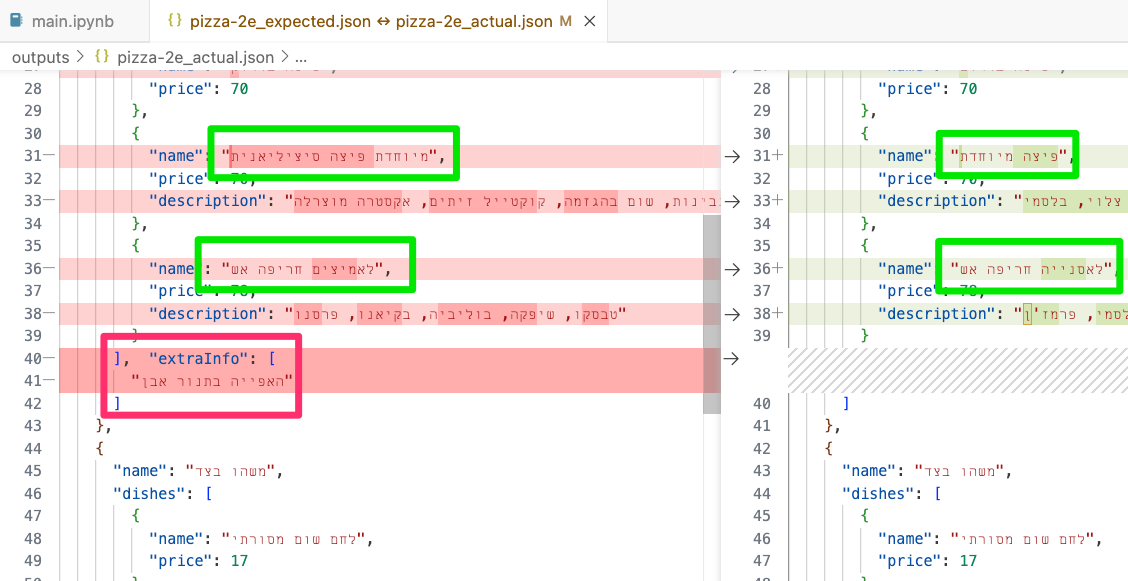 main.ipynb
{} pizza-2e_expected.json ↔ pizza-2e_actual.json M ×
outputs > {} pizza-2e_actual.json > ...
28 "price": 70
29 },
30 {
31— "name": "מיוחדת פיצה סיציליאנית",
32 "price": 70,
33— "description": "בינות, שום בהגזמה, קוקטייל זיתים, אקסטרה מוצרלה
34 },
35 {
36— "name": "לאמיצים חריפה אש",
37 "price": 78,
38— "description": "טבסקו, שיפקה, בוליביה, בקיאנו, פרסנו"
39 }
40— ], "extraInfo": [
41— "האפייה בתנור אבן"
42 ]
43 },
44 {
45 "name": "משהו בצד",
46 "dishes": [
47 {
48 "name": "לחם שום מסורתי",
49 "price": 17
28 "price": 70
29 },
30 {
31+ "name": "פיצה מיוחדת",
32 "price": 70,
33+ "description": "צלוי, בלסמי
34 },
35 {
36+ "name": "לאסנייה חריפה אש",
37 "price": 78,
38+ "description": "לסמי, פרמז'ן
39 }
40 ]
41 },
42 {
43 "name": "משהו בצד",
44 "dishes": [
45 {
46 "name": "לחם שום מסורתי",
47 "price": 17